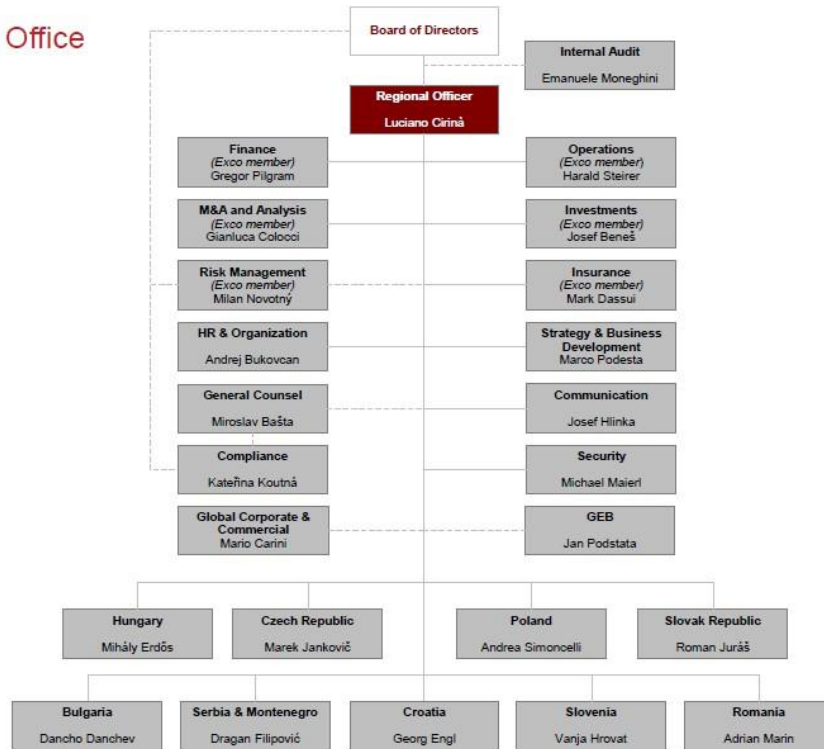 Office
Board of Directors
Internal Audit
Emanuele Moneghini
Regional Officer
Luciano Cirinà
Finance
(Exco member)
Gregor Pilgram
Operations
(Exco member)
Harald Steirer
M&A and Analysis
(Exco member)
Gianluca Colocci
Investments
(Exco member)
Josef Beneš
Risk Management
(Exco member)
Milan Novotný
Insurance
(Exco member)
Mark Dassui
HR & Organization
Andrej Bukovcan
Strategy & Business
Development
Marco Podesta
General Counsel
Miroslav Bašta
Communication
Josef Hlinka
Compliance
Kateřina Koutná
Security
Michael Maierl
Global Corporate &
Commercial
Mario Carini
GEB
Jan Podstata
Hungary
Mihály Erdős
Czech Republic
Marek Jankovič
Poland
Andrea Simoncelli
Slovak Republic
Roman Juráš
Bulgaria
Dancho Danchev
Serbia & Montenegro
Dragan Filipović
Croatia
Georg Engl
Slovenia
Vanja Hrovat
Romania
Adrian Marin